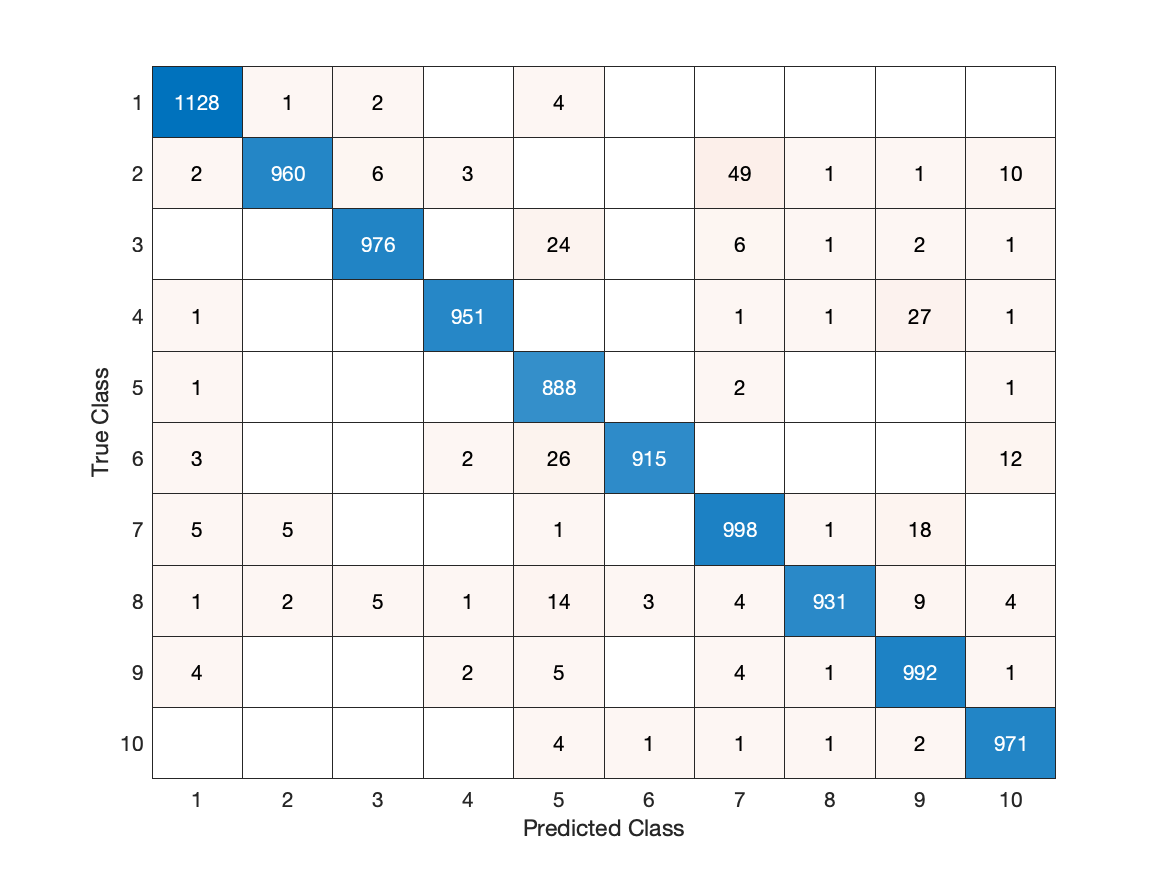 1 1128 1 2 4
2 2 960 6 3 49 1 1 10
3 976 24 6 1 2 1
4 1 951 1 1 27 1
5 1 888 2 1
6 3 2 26 915 12
7 5 5 1 998 1 18
8 1 2 5 1 14 3 4 931 9 4
9 4 2 5 4 1 992 1
10 4 1 1 1 2 971
1 2 3 4 5 6 7 8 9 10
True Class
Predicted Class